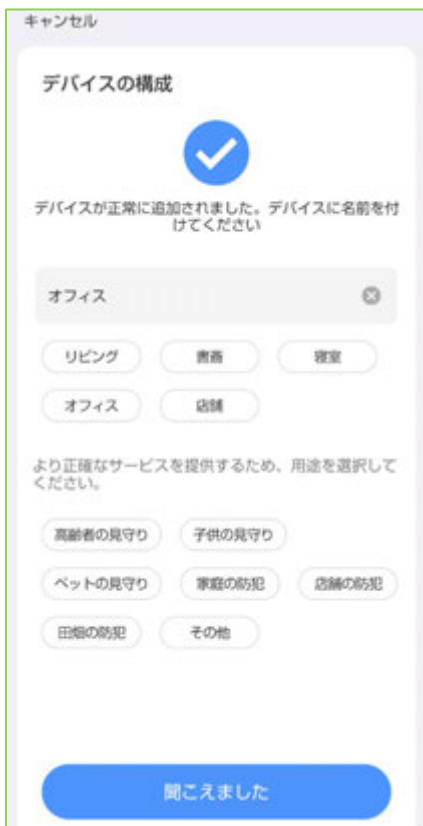 キャンセル
デバイスの構成
デバイスが正常に追加されました。デバイスに名前を付
けてください
オフィス
リビング 書斎 寝室
オフィス 店舗
より正確なサービスを提供するため、用途を選択して
ください。
高齢者の見守り 子供の見守り
ペットの見守り 家庭の防犯 店舗の防犯
田畑の防犯 その他
聞こえました